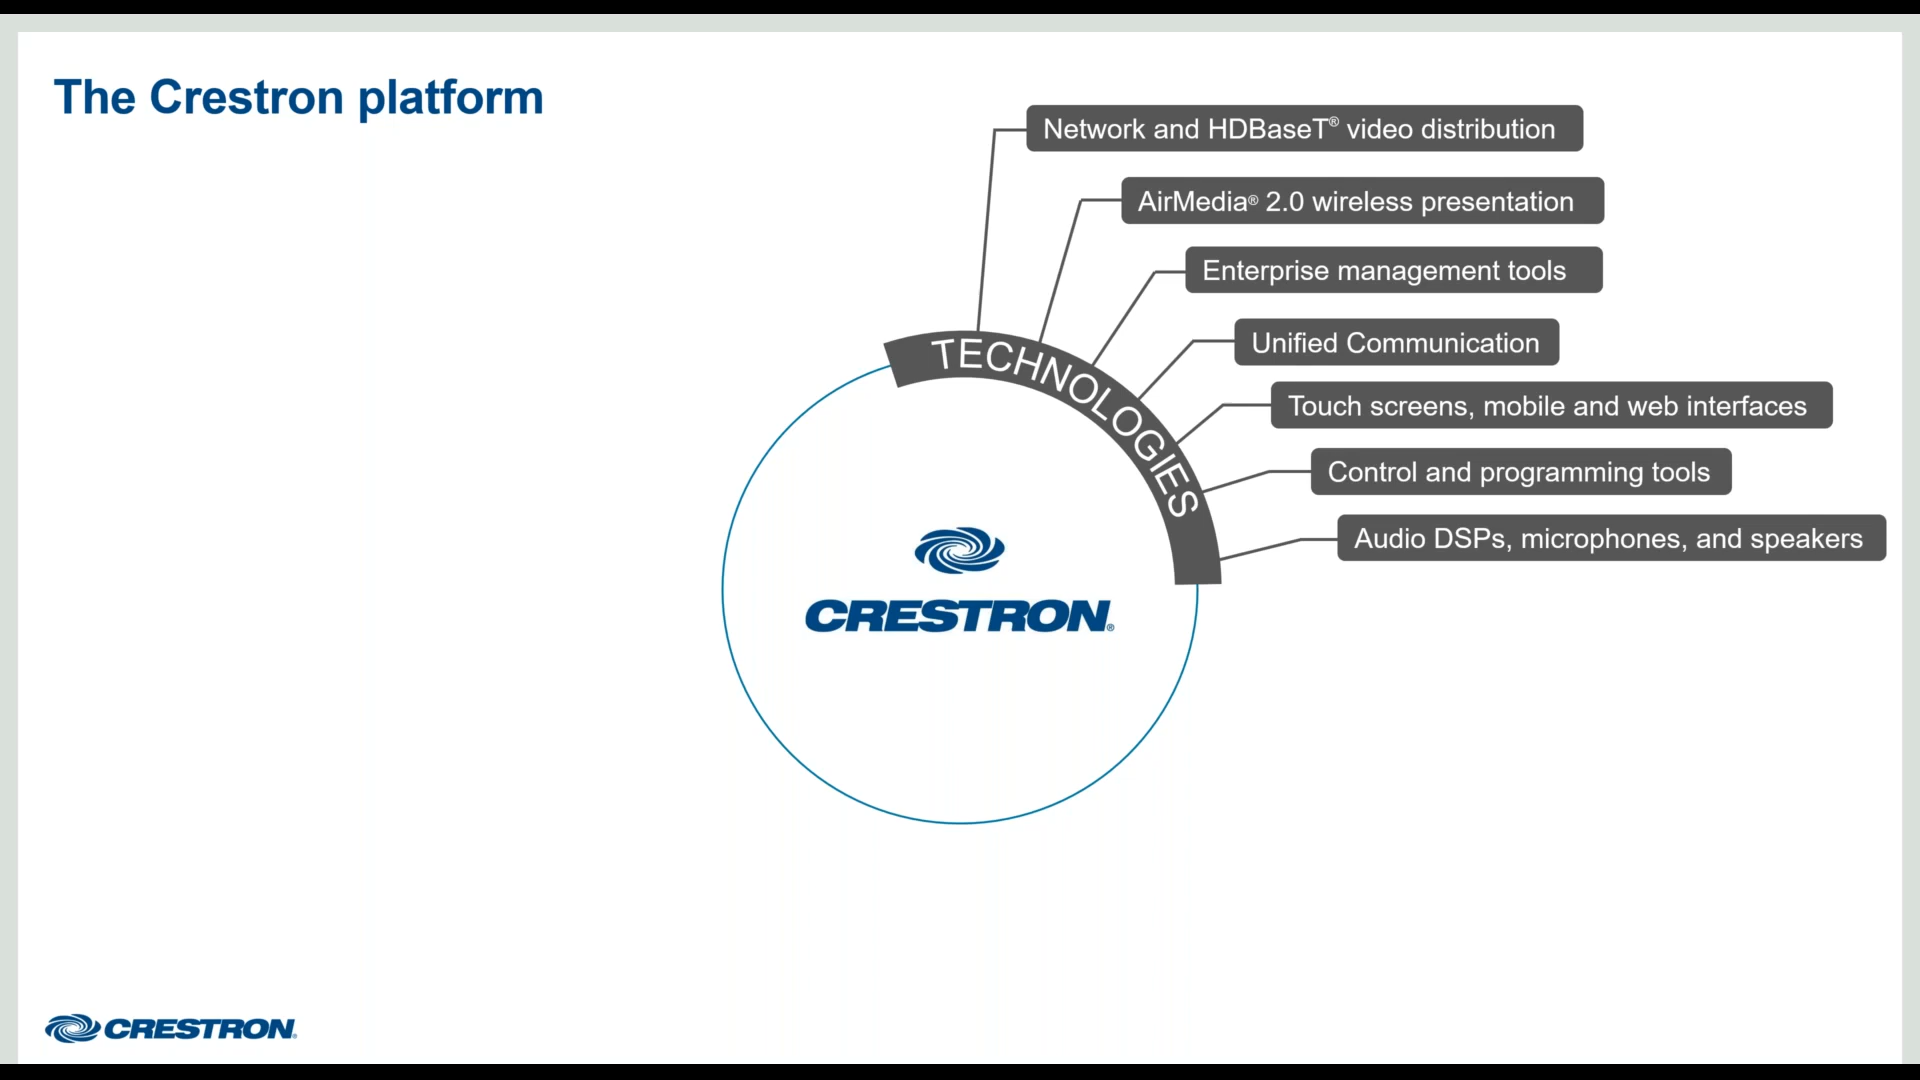 The Crestron platform
Network and HDBaseT® video distribution
AirMedia® 2.0 wireless presentation
Enterprise management tools
Unified Communication
TECHNOLOGIES
Touch screens, mobile and web interfaces
Control and programming tools
Audio DSPs, microphones, and speakers
CRESTRON®
CRESTRON®